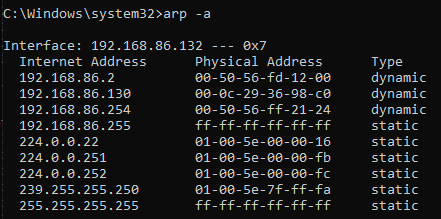 C:\Windows\system32>arp -a
Interface: 192.168.86.132 --- 0x7
Internet Address Physical Address Type
192.168.86.2 00-50-56-fd-12-00 dynamic
192.168.86.130 00-0c-29-36-98-c0 dynamic
192.168.86.254 00-50-56-ff-21-24 dynamic
192.168.86.255 ff-ff-ff-ff-ff-ff static
224.0.0.22 01-00-5e-00-00-16 static
224.0.0.251 01-00-5e-00-00-fb static
224.0.0.252 01-00-5e-00-00-fc static
239.255.255.250 01-00-5e-7f-ff-fa static
255.255.255.255 ff-ff-ff-ff-ff-ff static